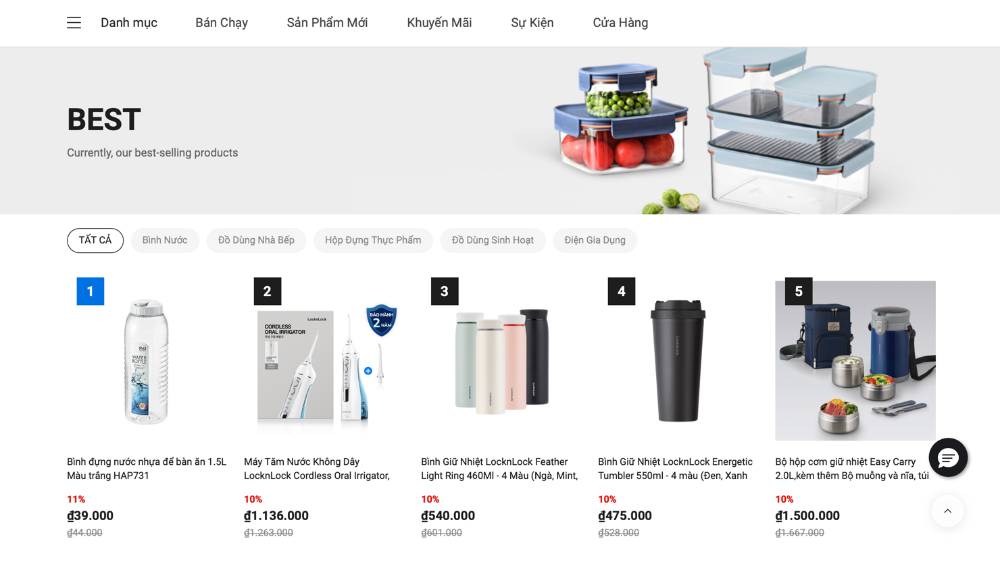 Danh mục
Bán Chạy
Sản Phẩm Mới
Khuyến Mãi
Sự Kiện
Cửa Hàng
BEST
Currently, our best-selling products
TẤT CẢ
Bình Nước
Đồ Dùng Nhà Bếp
Hộp Đựng Thực Phẩm
Đồ Dùng Sinh Hoạt
Điện Gia Dụng
1
P&Q
WATER
BOTTLE
Bình đựng nước nhựa để bàn ăn 1.5L
Màu trắng HAP731
11%
₫39.000
₫44.000
2
LocknLock
CORDLESS
ORAL IRRIGATOR
BẢO HÀNH
2 NĂM
Máy Tăm Nước Không Dây
LocknLock Cordless Oral Irrigator,
10%
₫1.136.000
₫1.263.000
3
LocknLock
LocknLock
LocknLock
LocknLock
Bình Giữ Nhiệt LocknLock Feather
Light Ring 460Ml - 4 Màu (Ngà, Mint,
10%
₫540.000
₫601.000
4
LocknLock
Bình Giữ Nhiệt LocknLock Energetic
Tumbler 550ml - 4 màu (Đen, Xanh
10%
₫475.000
₫528.000
5
Bộ hộp cơm giữ nhiệt Easy Carry
2.0L,kèm thêm Bộ muỗng và nĩa, túi
10%
₫1.500.000
₫1.667.000